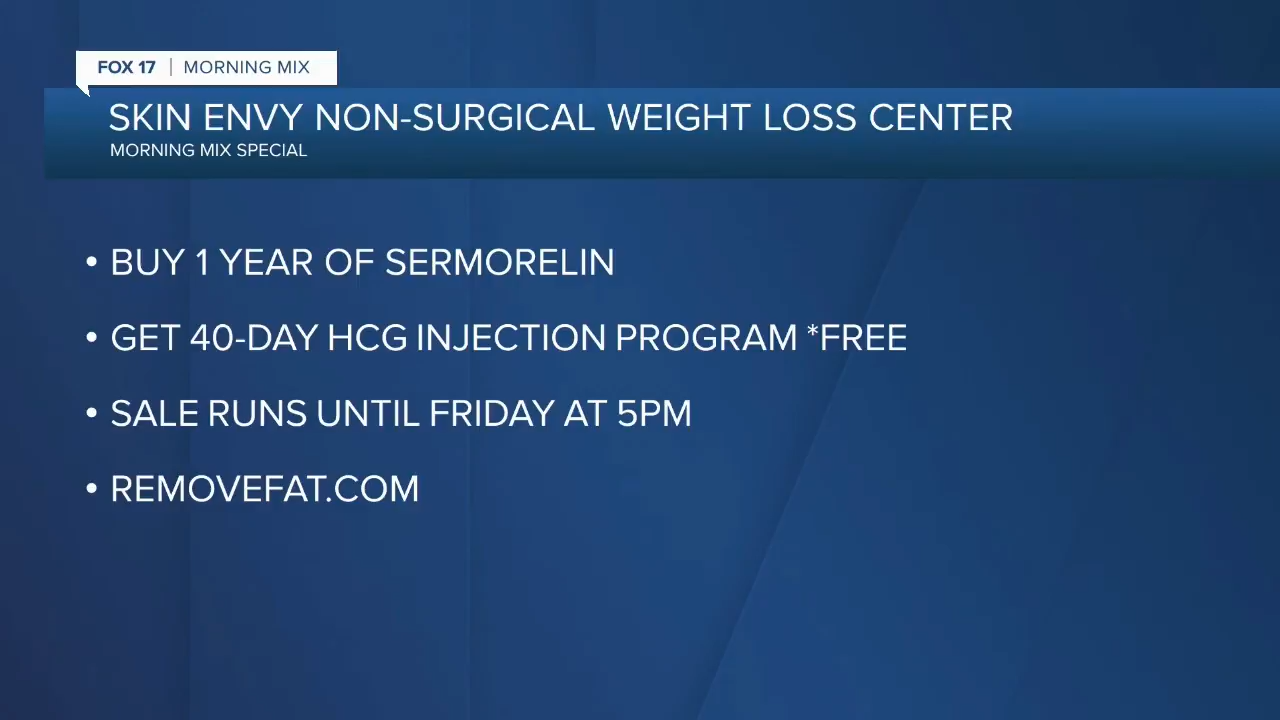 FOX 17 | MORNING MIX
SKIN ENVY NON-SURGICAL WEIGHT LOSS CENTER
MORNING MIX SPECIAL
• BUY 1 YEAR OF SERMORELIN
• GET 40-DAY HCG INJECTION PROGRAM *FREE
• SALE RUNS UNTIL FRIDAY AT 5PM
• REMOVEFAT.COM